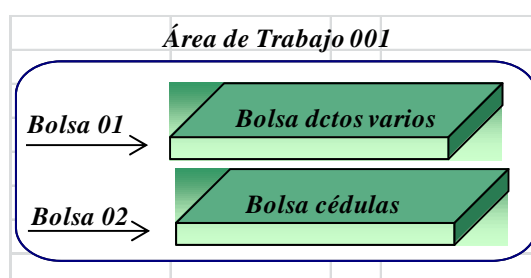 Área de Trabajo 001
Bolsa 01
Bolsa dctos varios
Bolsa 02
Bolsa cédulas